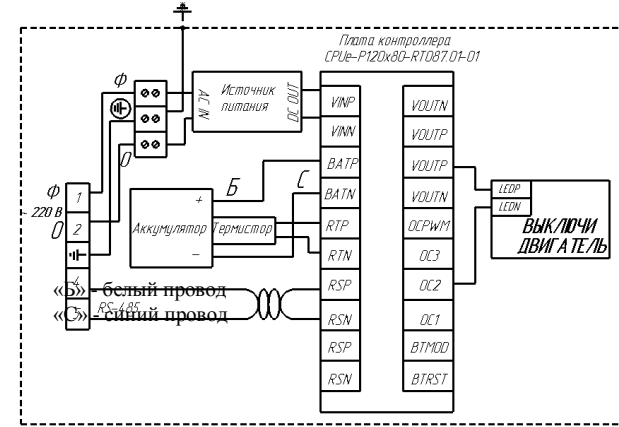 Плата контроллера
CPUe-P120x80-RT087.01-01
Ф
О
AC IN
Источник
питания
DC OUT
VINP
VINN
BATP
BATN
RTP
RTN
RSP
RSN
RSP
RSN
VOUTN
VOUTP
VOUTP
VOUTN
OCPWM
OC3
OC2
OC1
BTMOD
BTRST
LEDP
LEDN
ВЫКЛЮЧИ
ДВИГАТЕЛЬ
Б
С
+
Аккумулятор
−
Термистор
Ф
~ 220 В
О
1
2
4
5
RS-485
«Б» - белый провод
«С» - синий провод